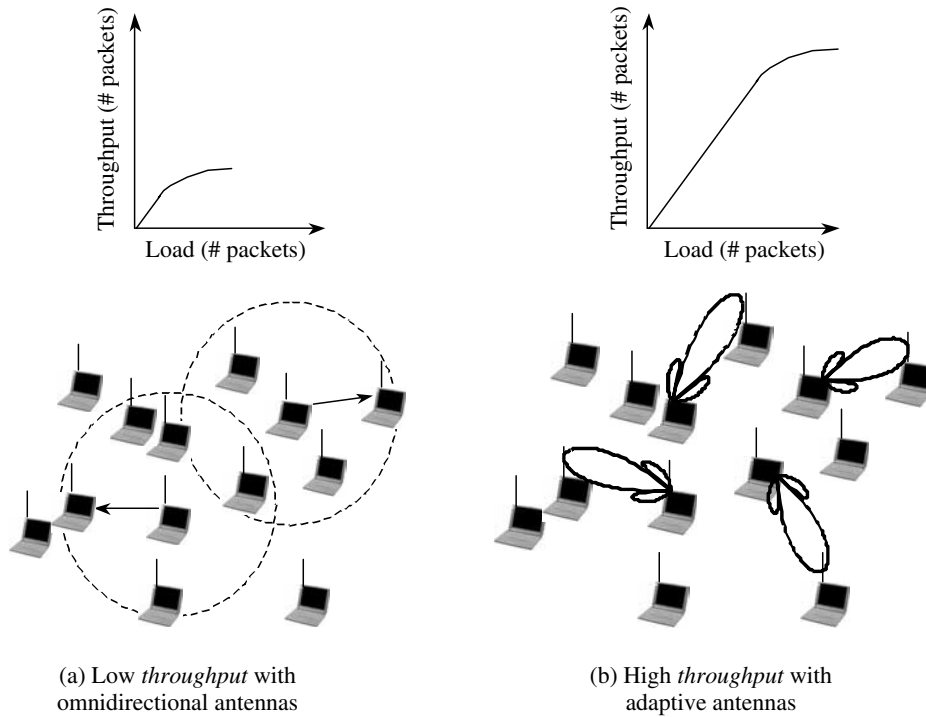 Throughput (# packets)
Load (# packets)
Throughput (# packets)
Load (# packets)
(a) Low throughput with
omnidirectional antennas
(b) High throughput with
adaptive antennas